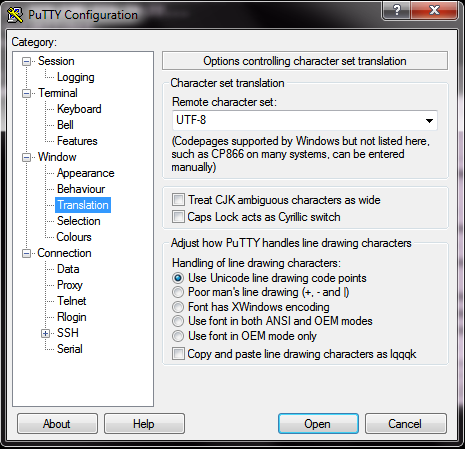 PuTTY Configuration
Category:
Session
Logging
Terminal
Keyboard
Bell
Features
Window
Appearance
Behaviour
Translation
Selection
Colours
Connection
Data
Proxy
Telnet
Rlogin
SSH
Serial
Options controlling character set translation
Character set translation
Remote character set:
UTF-8
(Codepages supported by Windows but not listed here,
such as CP866 on many systems, can be entered
manually)
Treat CJK ambiguous characters as wide
Caps Lock acts as Cyrillic switch
Adjust how PuTTY handles line drawing characters
Handling of line drawing characters:
Use Unicode line drawing code points
Poor man's line drawing (+, - and |)
Font has XWindows encoding
Use font in both ANSI and OEM modes
Use font in OEM mode only
Copy and paste line drawing characters as lqqqk
About
Help
Open
Cancel